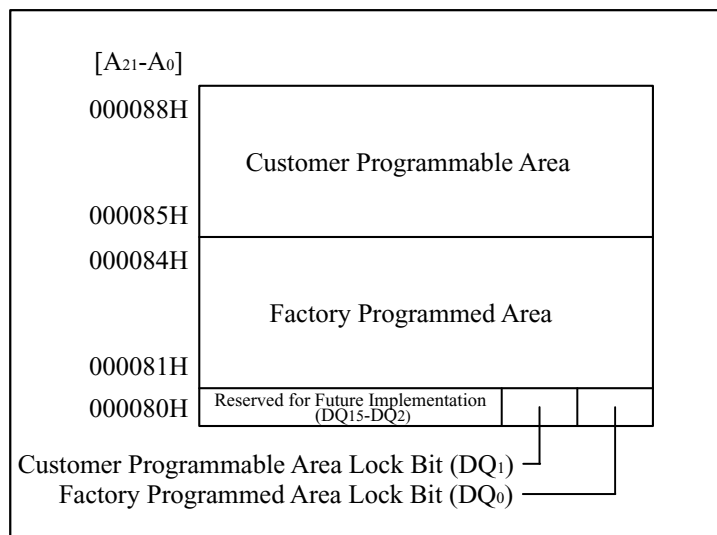 [A21-A0]
000088H
Customer Programmable Area
000085H
000084H
Factory Programmed Area
000081H
000080H
Reserved for Future Implementation
(DQ15-DQ2)
Customer Programmable Area Lock Bit (DQ1)
Factory Programmed Area Lock Bit (DQ0)